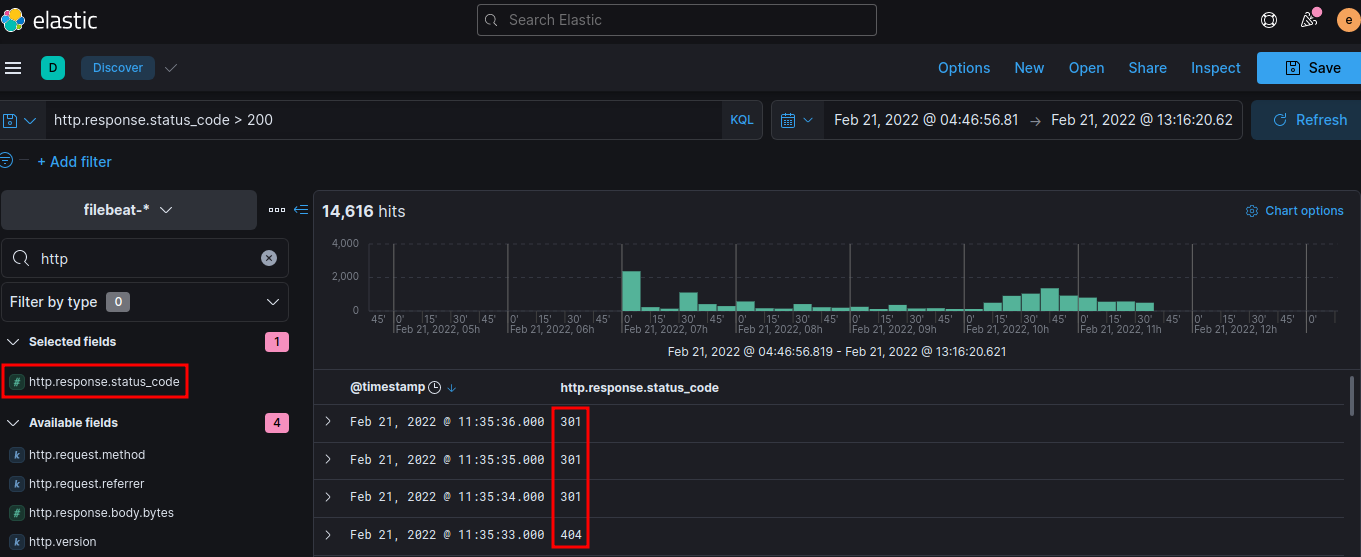 elastic
Search Elastic
e
D
Discover
Options
New
Open
Share
Inspect
Save
http.response.status_code > 200
KQL
Feb 21, 2022 @ 04:46:56.81 → Feb 21, 2022 @ 13:16:20.62
Refresh
+ Add filter
filebeat-*
http
Filter by type 0
Selected fields 1
# http.response.status_code
Available fields 4
k http.request.method
k http.request.referrer
# http.response.body.bytes
k http.version
14,616 hits
Chart options
4,000
2,000
0
45' 0' 15' 30' 45' 0' 15' 30' 45' 0' 15' 30' 45' 0' 15' 30' 45' 0' 15' 30' 45' 0' 15' 30' 45' 0' 15' 30' 45' 0' 15' 30' 45' 0'
Feb 21, 2022, 05h Feb 21, 2022, 06h Feb 21, 2022, 07h Feb 21, 2022, 08h Feb 21, 2022, 09h Feb 21, 2022, 10h Feb 21, 2022, 11h Feb 21, 2022, 12h
Feb 21, 2022 @ 04:46:56.819 - Feb 21, 2022 @ 13:16:20.621
@timestamp ↓ http.response.status_code
Feb 21, 2022 @ 11:35:36.000 301
Feb 21, 2022 @ 11:35:35.000 301
Feb 21, 2022 @ 11:35:34.000 301
Feb 21, 2022 @ 11:35:33.000 404